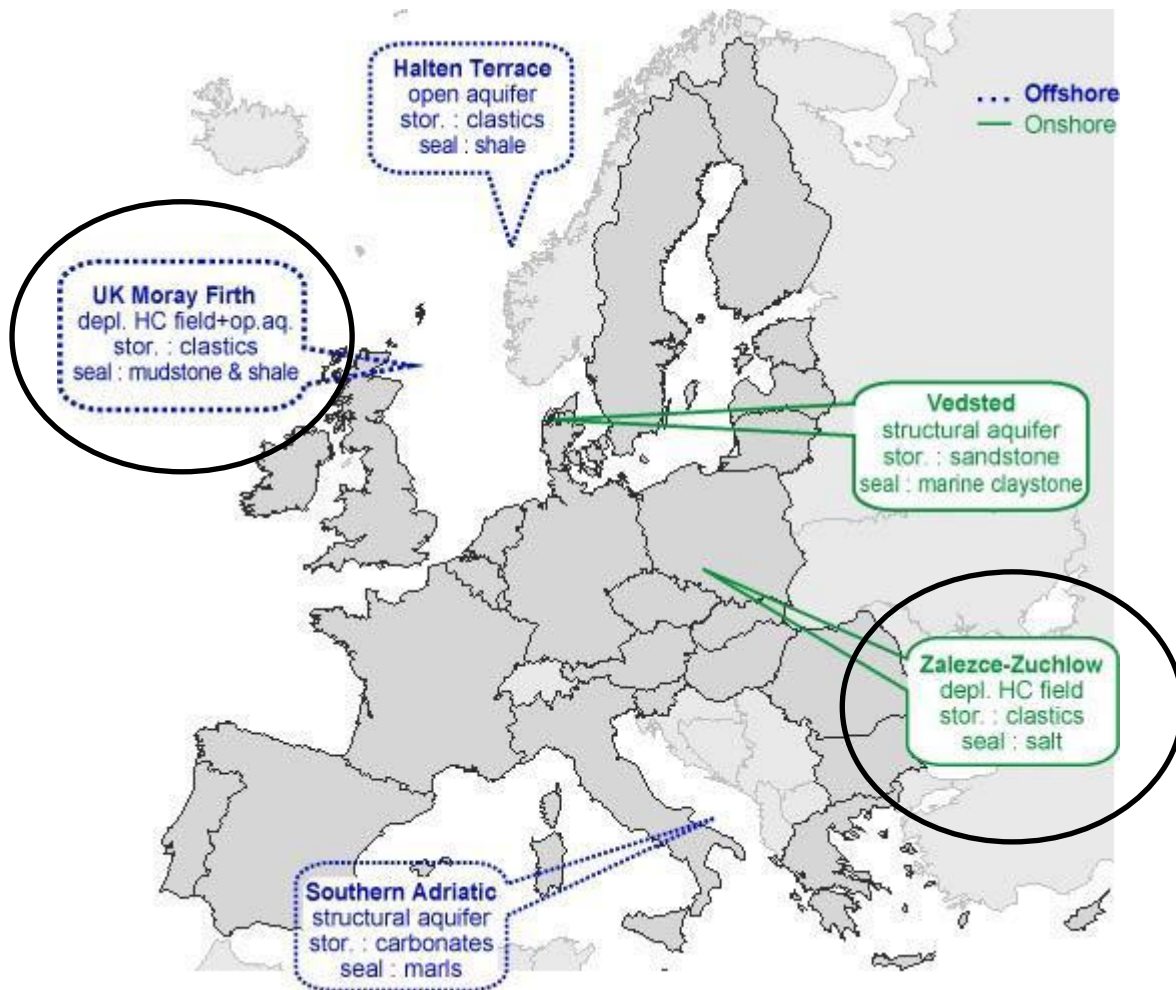 Halten Terrace
open aquifer
stor. : clastics
seal : shale
Offshore
Onshore
UK Moray Firth
depl. HC field+op.aq.
stor. : clastics
seal : mudstone & shale
Vedsted
structural aquifer
stor. : sandstone
seal : marine claystone
Zalezce-Zuchlow
depl. HC field
stor. : clastics
seal : salt
Southern Adriatic
structural aquifer
stor. : carbonates
seal : marls